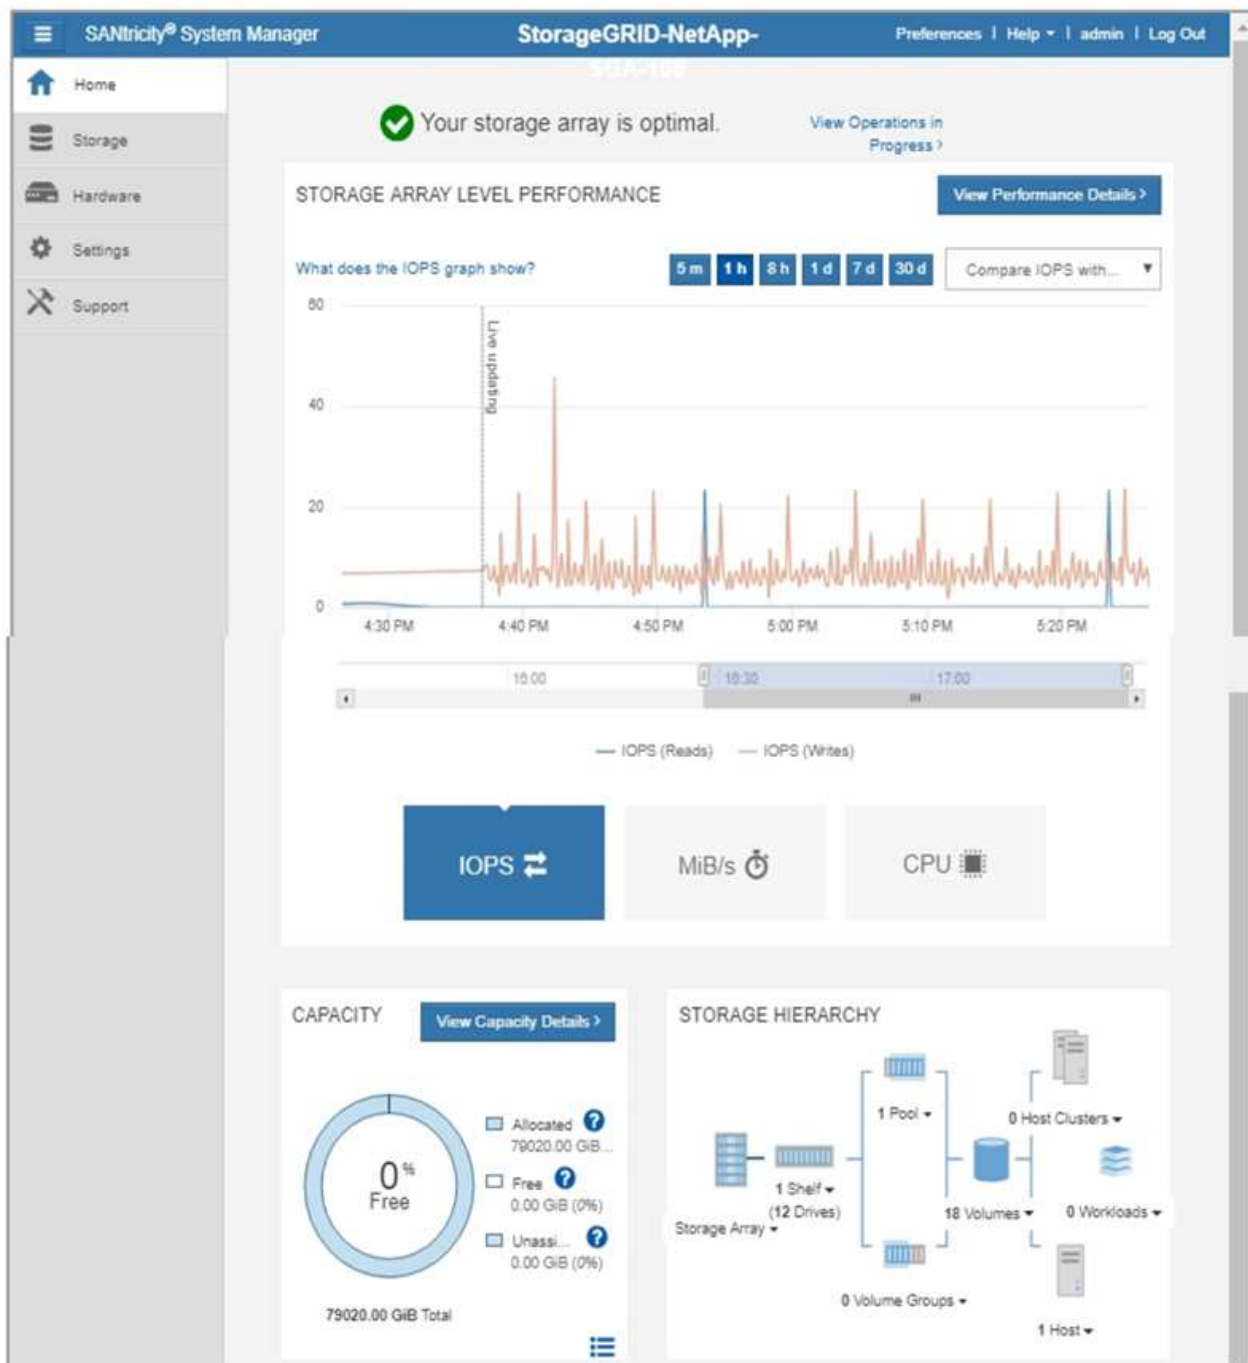 SANtricity® System Manager
StorageGRID-NetApp-
SGA-108
Preferences | Help | admin | Log Out
Home
Storage
Hardware
Settings
Support
Your storage array is optimal.
View Operations in
Progress >
STORAGE ARRAY LEVEL PERFORMANCE
View Performance Details >
What does the IOPS graph show?
5 m 1 h 8 h 1 d 7 d 30 d
Compare IOPS with...
60
40
20
0
Live updating
4:30 PM 4:40 PM 4:50 PM 5:00 PM 5:10 PM 5:20 PM
16:00 16:30 17:00
IOPS (Reads) IOPS (Writes)
IOPS
MiB/s
CPU
CAPACITY
View Capacity Details >
0%
Free
Allocated
79020.00 GiB...
Free
0.00 GiB (0%)
Unassi...
0.00 GiB (0%)
79020.00 GiB Total
STORAGE HIERARCHY
Storage Array
1 Shelf
(12 Drives)
1 Pool
0 Volume Groups
18 Volumes
0 Host Clusters
0 Workloads
1 Host